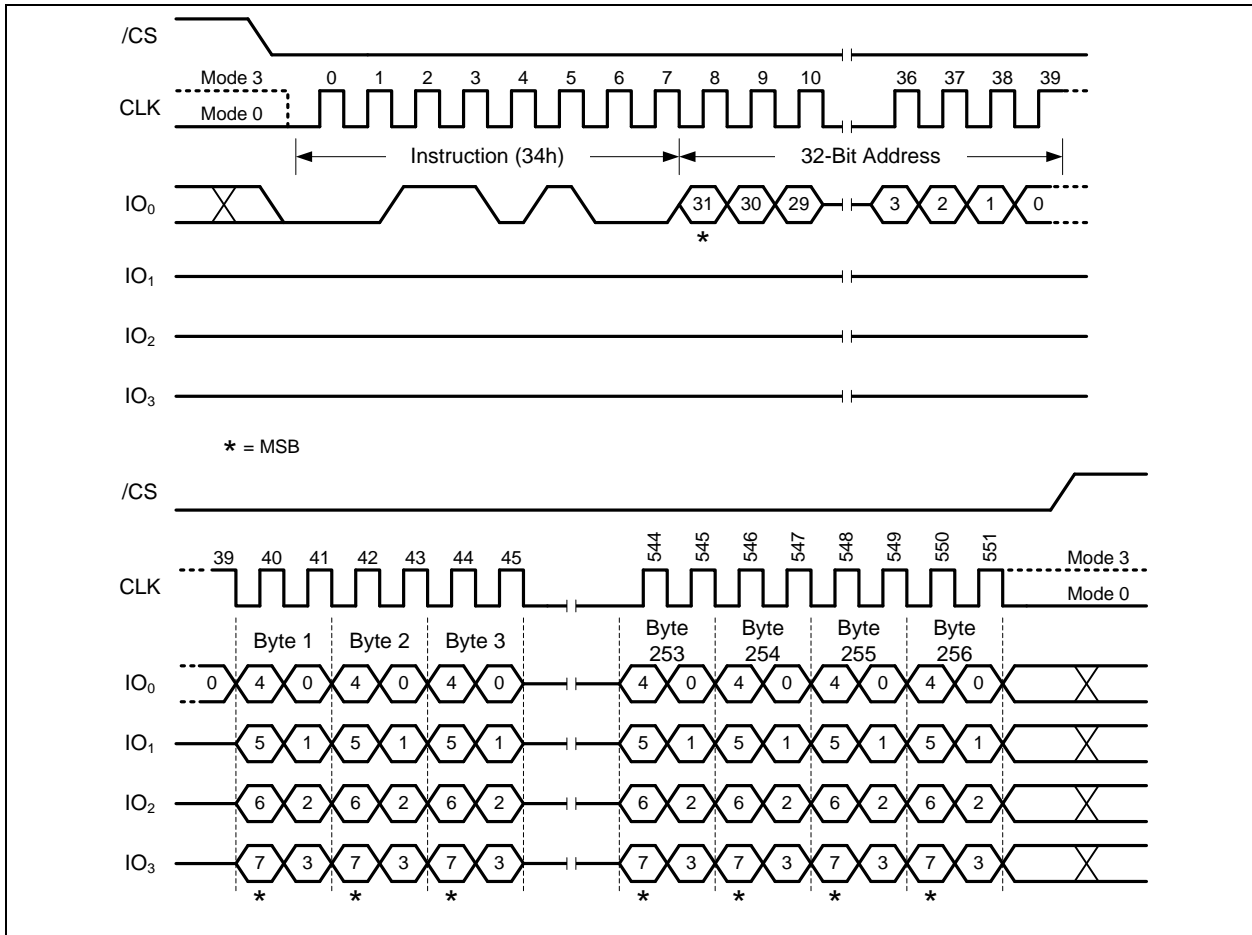 /CS
Mode 3 0 1 2 3 4 5 6 7 8 9 10 36 37 38 39
CLK
Mode 0
Instruction (34h) 32-Bit Address
IO0 31 30 29 3 2 1 0
*
IO1
IO2
IO3
* = MSB
/CS
39 40 41 42 43 44 45 544 545 546 547 548 549 550 551 Mode 3
CLK
Mode 0
Byte 1 Byte 2 Byte 3 Byte 253 Byte 254 Byte 255 Byte 256
IO0 0 4 0 4 0 4 0 4 0 4 0 4 0 4 0
IO1 5 1 5 1 5 1 5 1 5 1 5 1 5 1
IO2 6 2 6 2 6 2 6 2 6 2 6 2 6 2
IO3 7 3 7 3 7 3 7 3 7 3 7 3 7 3
* * * * * * *